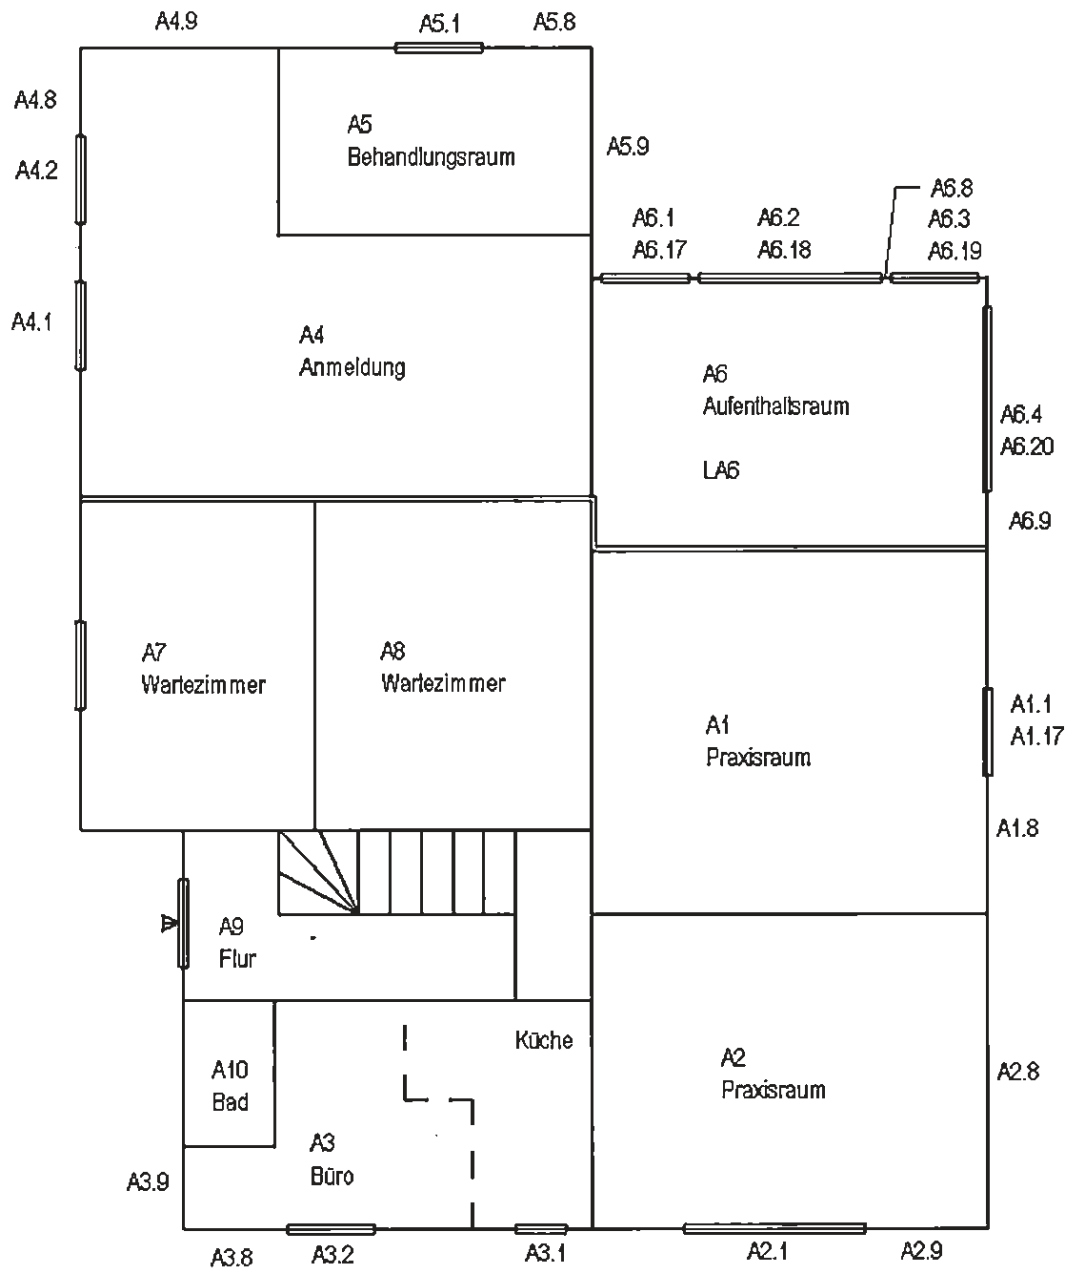 A4.9
A5.1
A5.8
A4.8
A4.2
A4.1
A5
Behandlungsraum
A5.9
A6.8
A6.1
A6.17
A6.2
A6.18
A6.3
A6.19
A4
Anmeldung
A6
Aufenthaltsraum
LA6
A6.4
A6.20
A6.9
A7
Wartezimmer
A8
Wartezimmer
A1
Praxisraum
A1.1
A1.17
A1.8
A9
Flur
Küche
A10
Bad
A2
Praxisraum
A2.8
A3
Büro
A3.9
A3.8
A3.2
A3.1
A2.1
A2.9